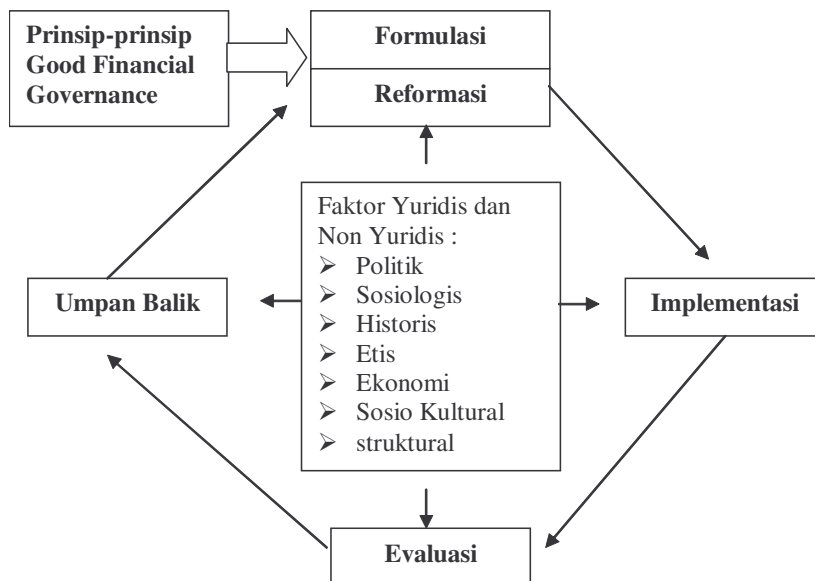 Prinsip-prinsip
Good Financial
Governance
Formulasi
Reformasi
Faktor Yuridis dan
Non Yuridis :
➢ Politik
➢ Sosiologis
➢ Historis
➢ Etis
➢ Ekonomi
➢ Sosio Kultural
➢ struktural
Umpan Balik
Implementasi
Evaluasi